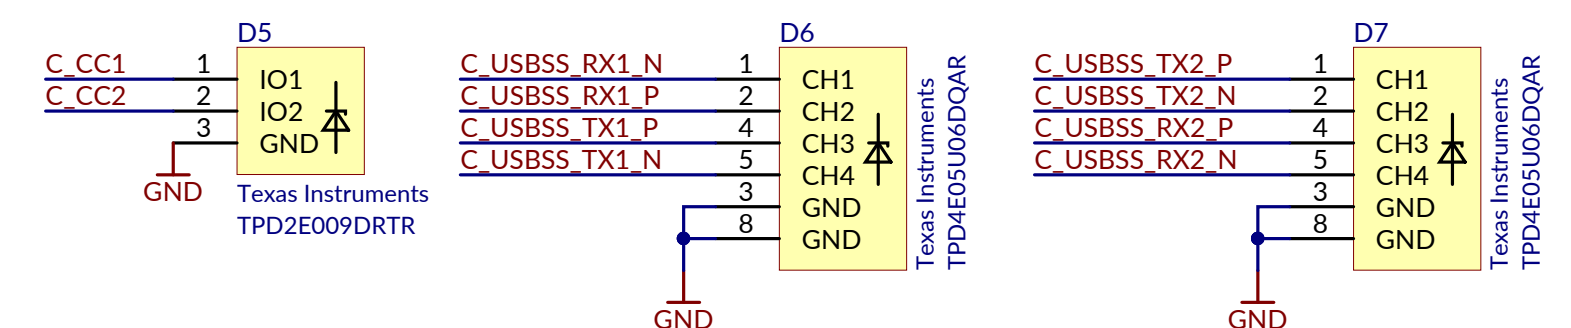 D5
C_CC1 1 IO1
C_CC2 2 IO2
3 GND
GND
Texas Instruments
TPD2E009DRTR
D6
C_USBSS_RX1_N 1 CH1
C_USBSS_RX1_P 2 CH2
C_USBSS_TX1_P 4 CH3
C_USBSS_TX1_N 5 CH4
3 GND
8 GND
GND
Texas Instruments
TPD4E05U06DQAR
D7
C_USBSS_TX2_P 1 CH1
C_USBSS_TX2_N 2 CH2
C_USBSS_RX2_P 4 CH3
C_USBSS_RX2_N 5 CH4
3 GND
8 GND
GND
Texas Instruments
TPD4E05U06DQAR